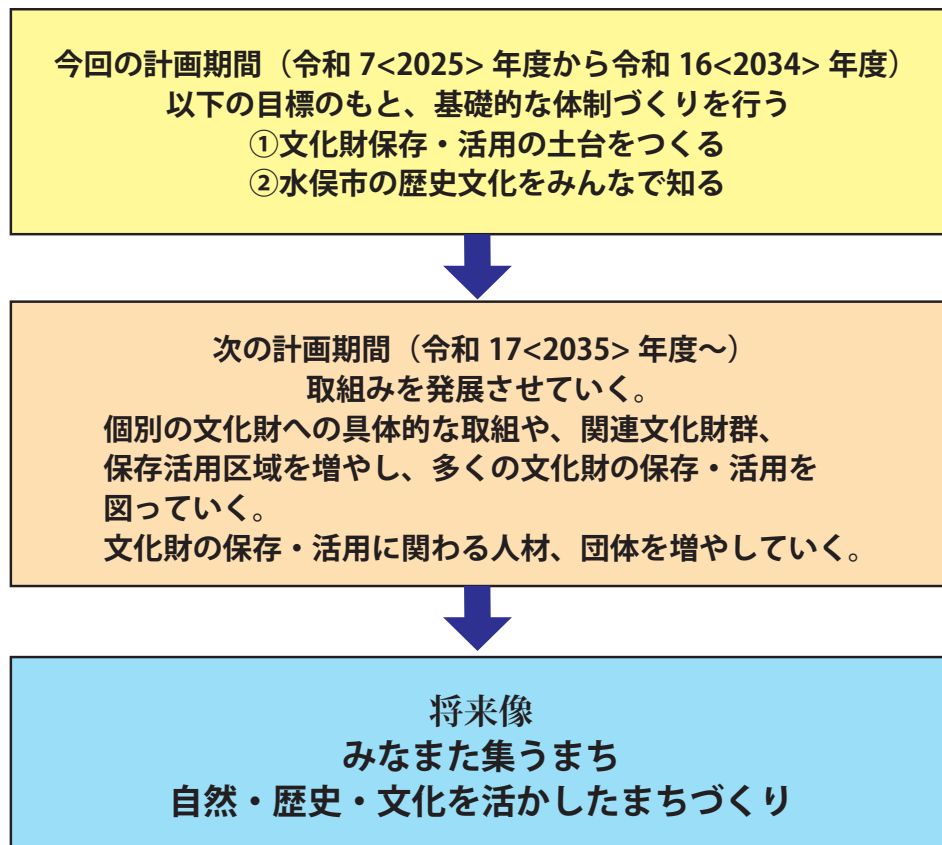 今回の計画期間（令和 7<2025> 年度から令和 16<2034> 年度）
以下の目標のもと、基礎的な体制づくりを行う
①文化財保存・活用の土台をつくる
②水俣市の歴史文化をみんなで知る
次の計画期間（令和 17<2035> 年度～）
取組みを発展させていく。
個別の文化財への具体的な取組や、関連文化財群、
保存活用区域を増やし、多くの文化財の保存・活用を
図っていく。
文化財の保存・活用に関わる人材、団体を増やしていく。
将来像
みなまた集うまち
自然・歴史・文化を活かしたまちづくり